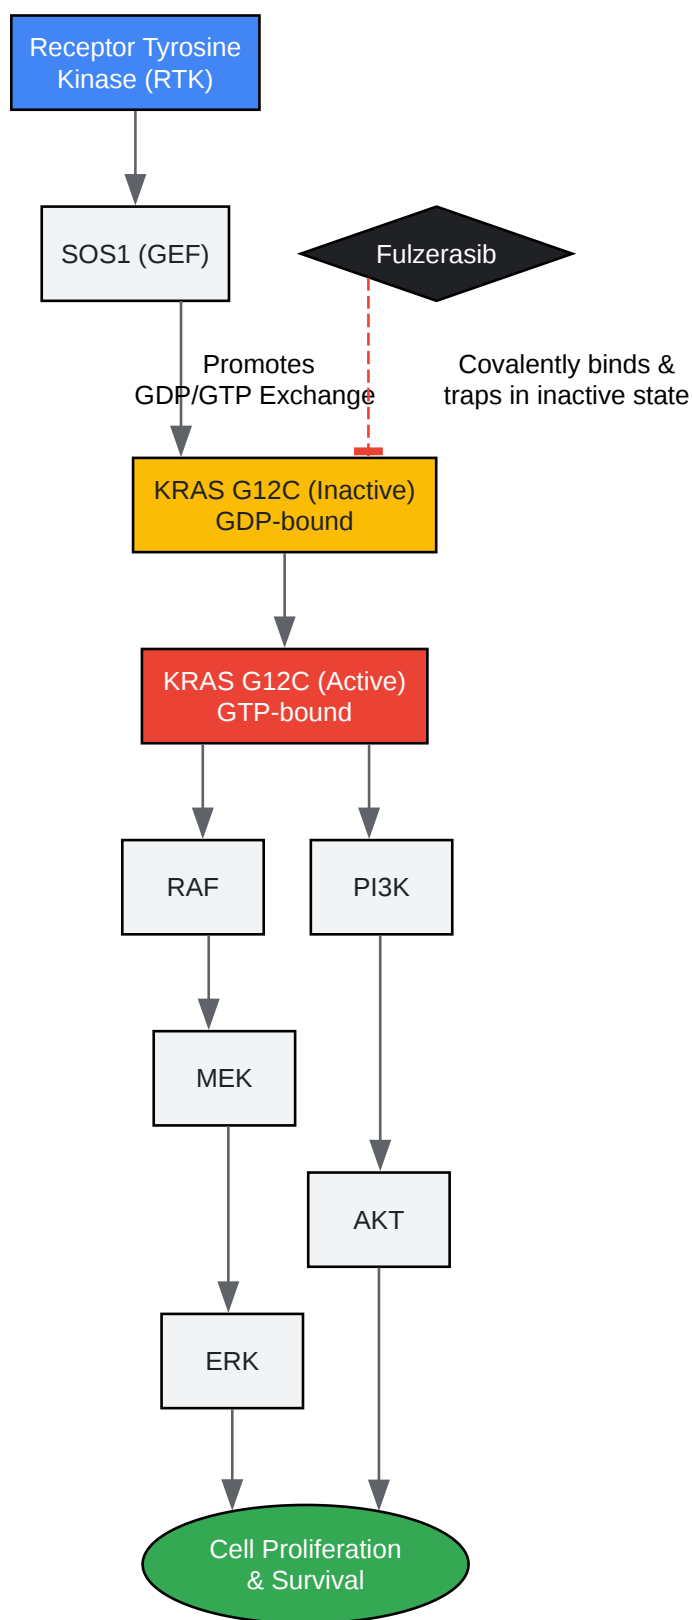 Receptor Tyrosine
Kinase (RTK)
SOS1 (GEF)
Fulzerasib
Promotes
GDP/GTP Exchange
Covalently binds &
traps in inactive state
KRAS G12C (Inactive)
GDP-bound
KRAS G12C (Active)
GTP-bound
RAF
PI3K
MEK
AKT
ERK
Cell Proliferation
& Survival